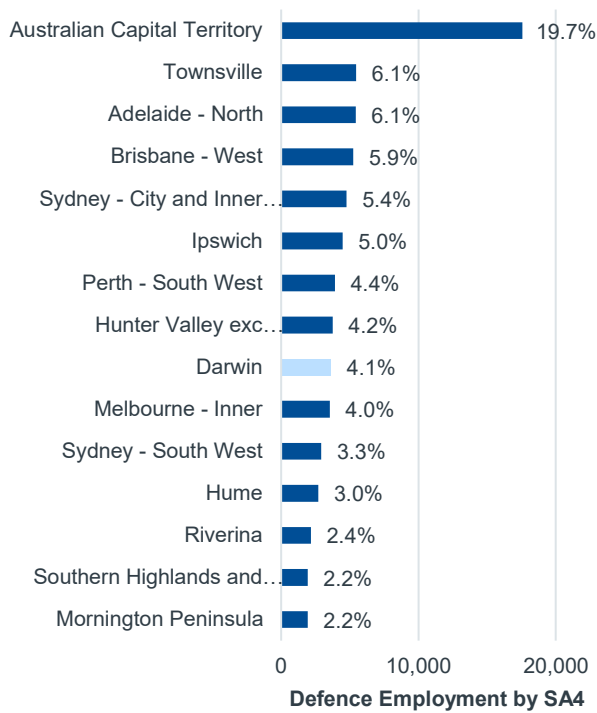 Australian Capital Territory 19.7%
Townsville 6.1%
Adelaide - North 6.1%
Brisbane - West 5.9%
Sydney - City and Inner… 5.4%
Ipswich 5.0%
Perth - South West 4.4%
Hunter Valley exc… 4.2%
Darwin 4.1%
Melbourne - Inner 4.0%
Sydney - South West 3.3%
Hume 3.0%
Riverina 2.4%
Southern Highlands and… 2.2%
Mornington Peninsula 2.2%
0 10,000 20,000
Defence Employment by SA4